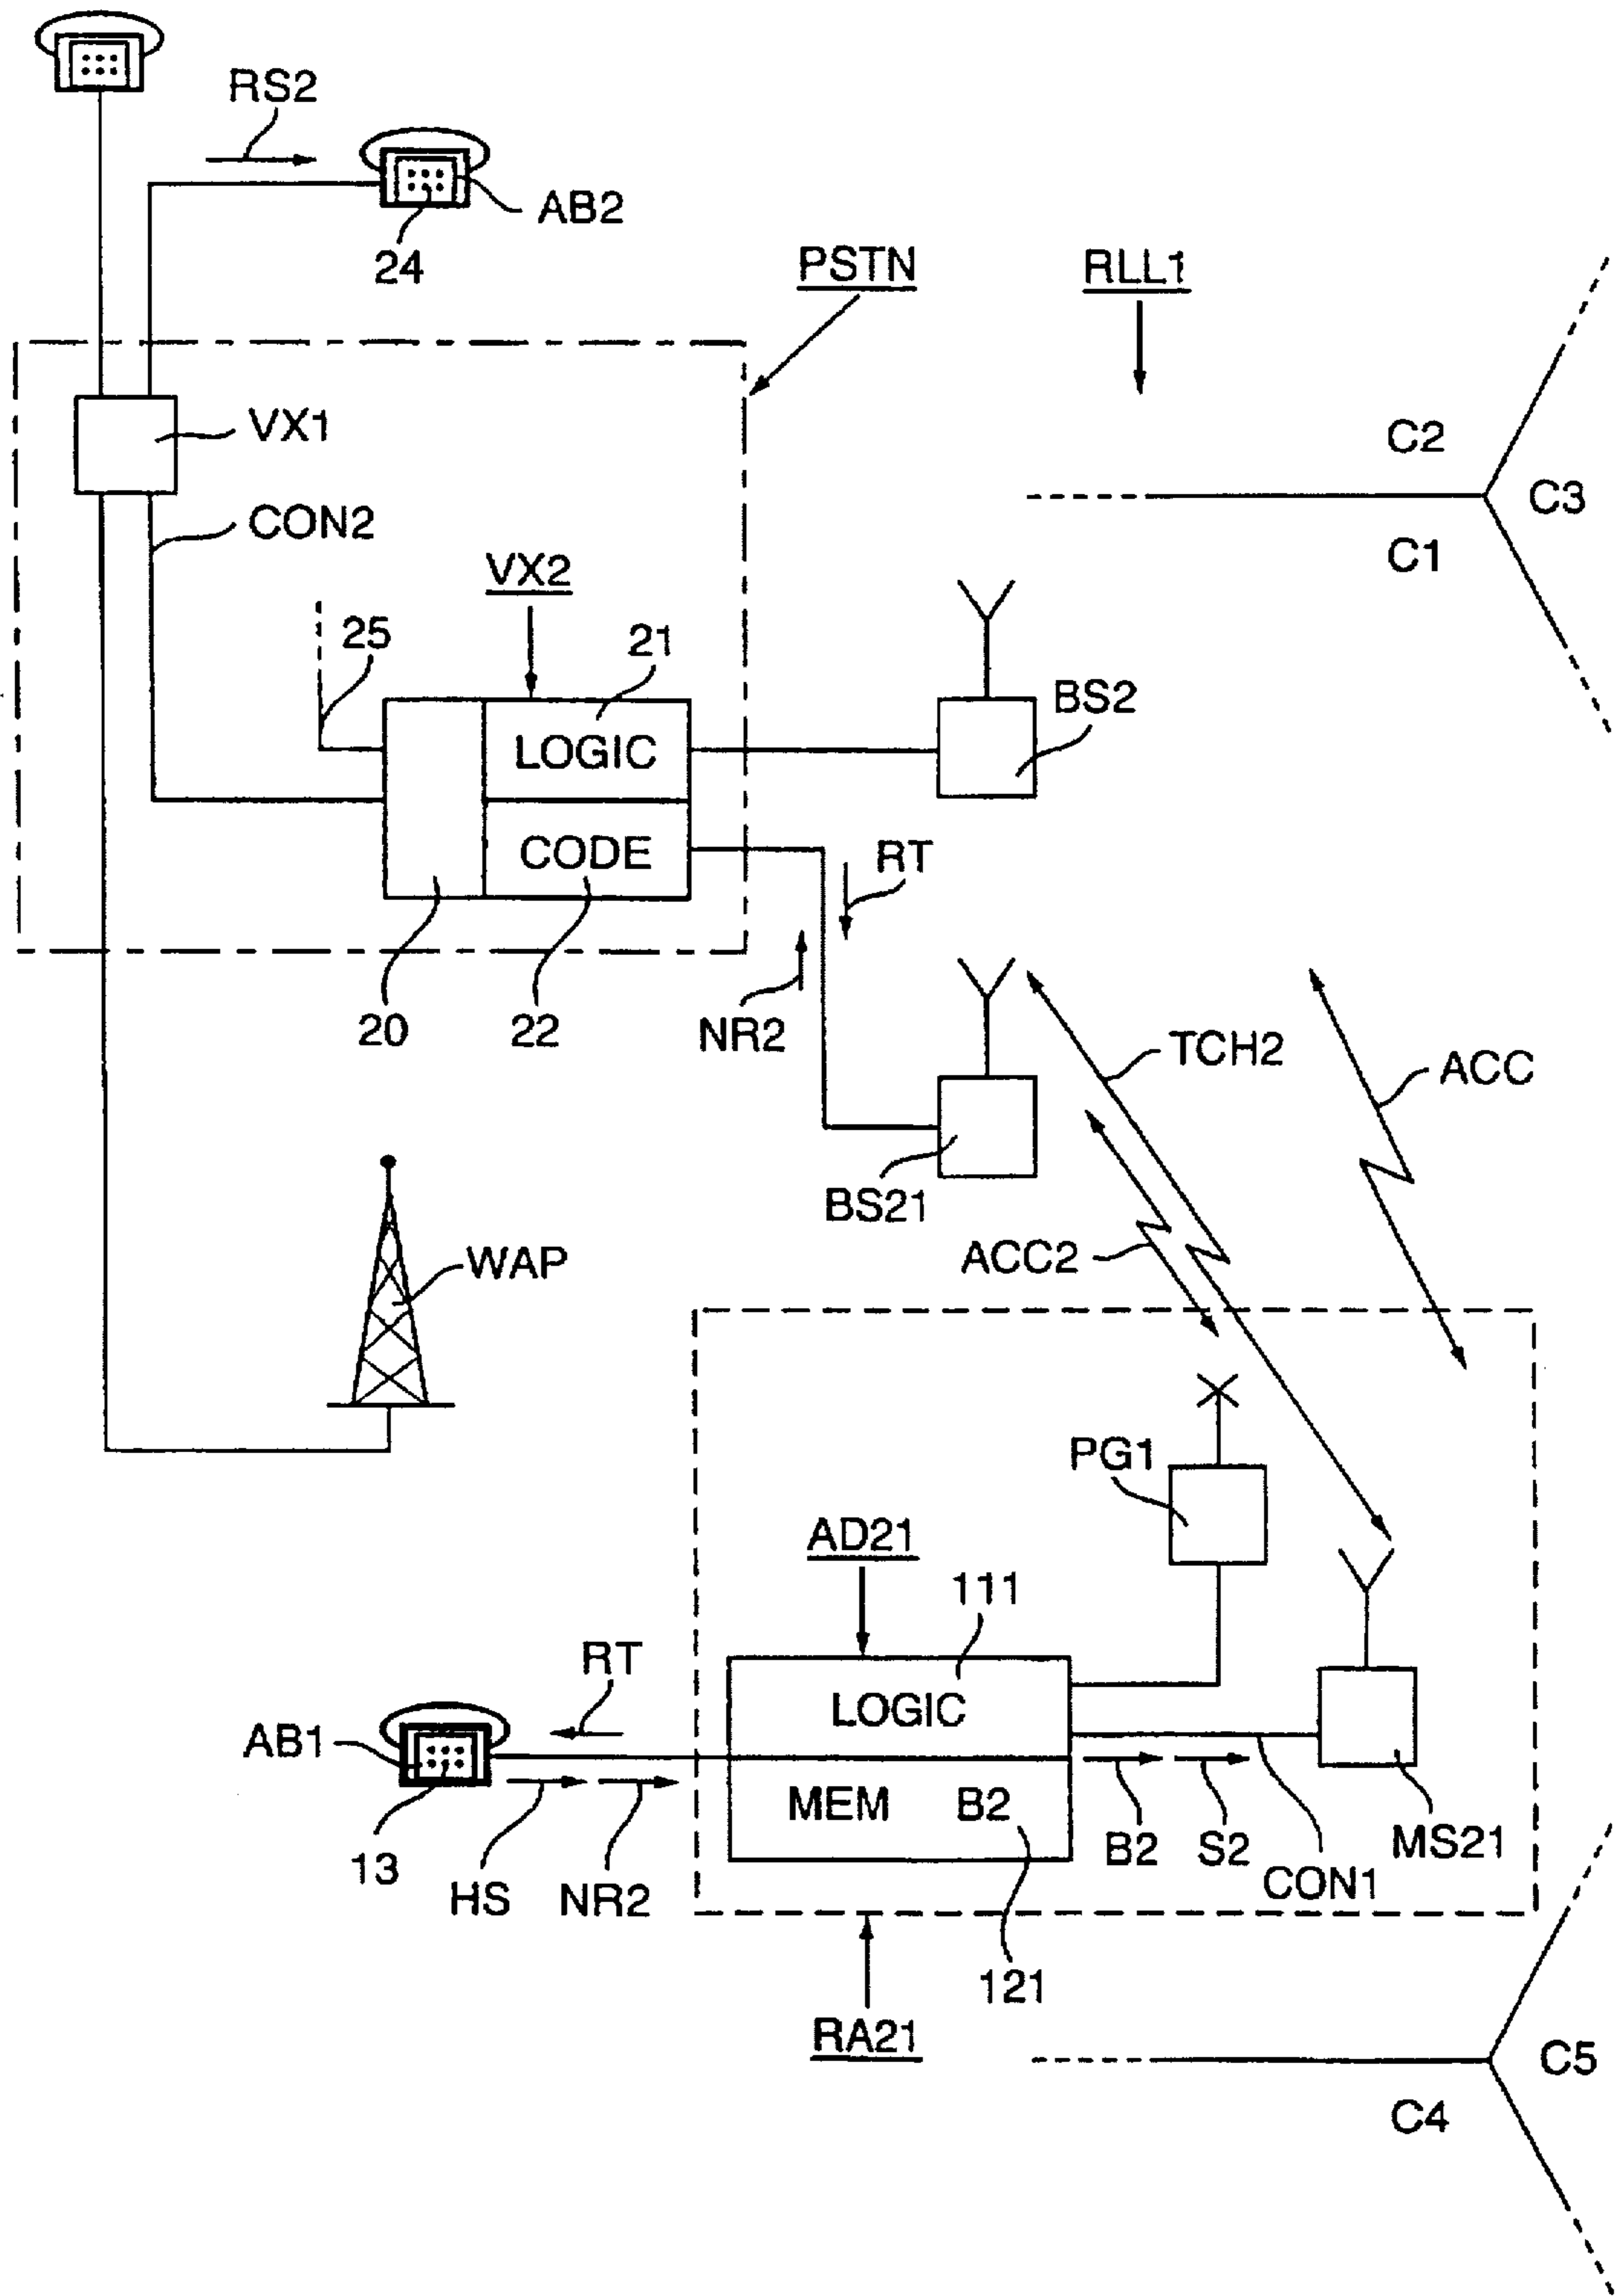 RS2
AB2
24
PSTN
RLL1
VX1
C2
C3
C1
CON2
VX2
25
21
LOGIC
BS2
CODE
RT
20
22
NR2
TCH2
ACC
BS21
ACC2
WAP
PG1
AD21
111
RT
LOGIC
AB1
MEM B2
13
HS
NR2
B2
S2
CON1
MS21
121
RA21
C5
C4